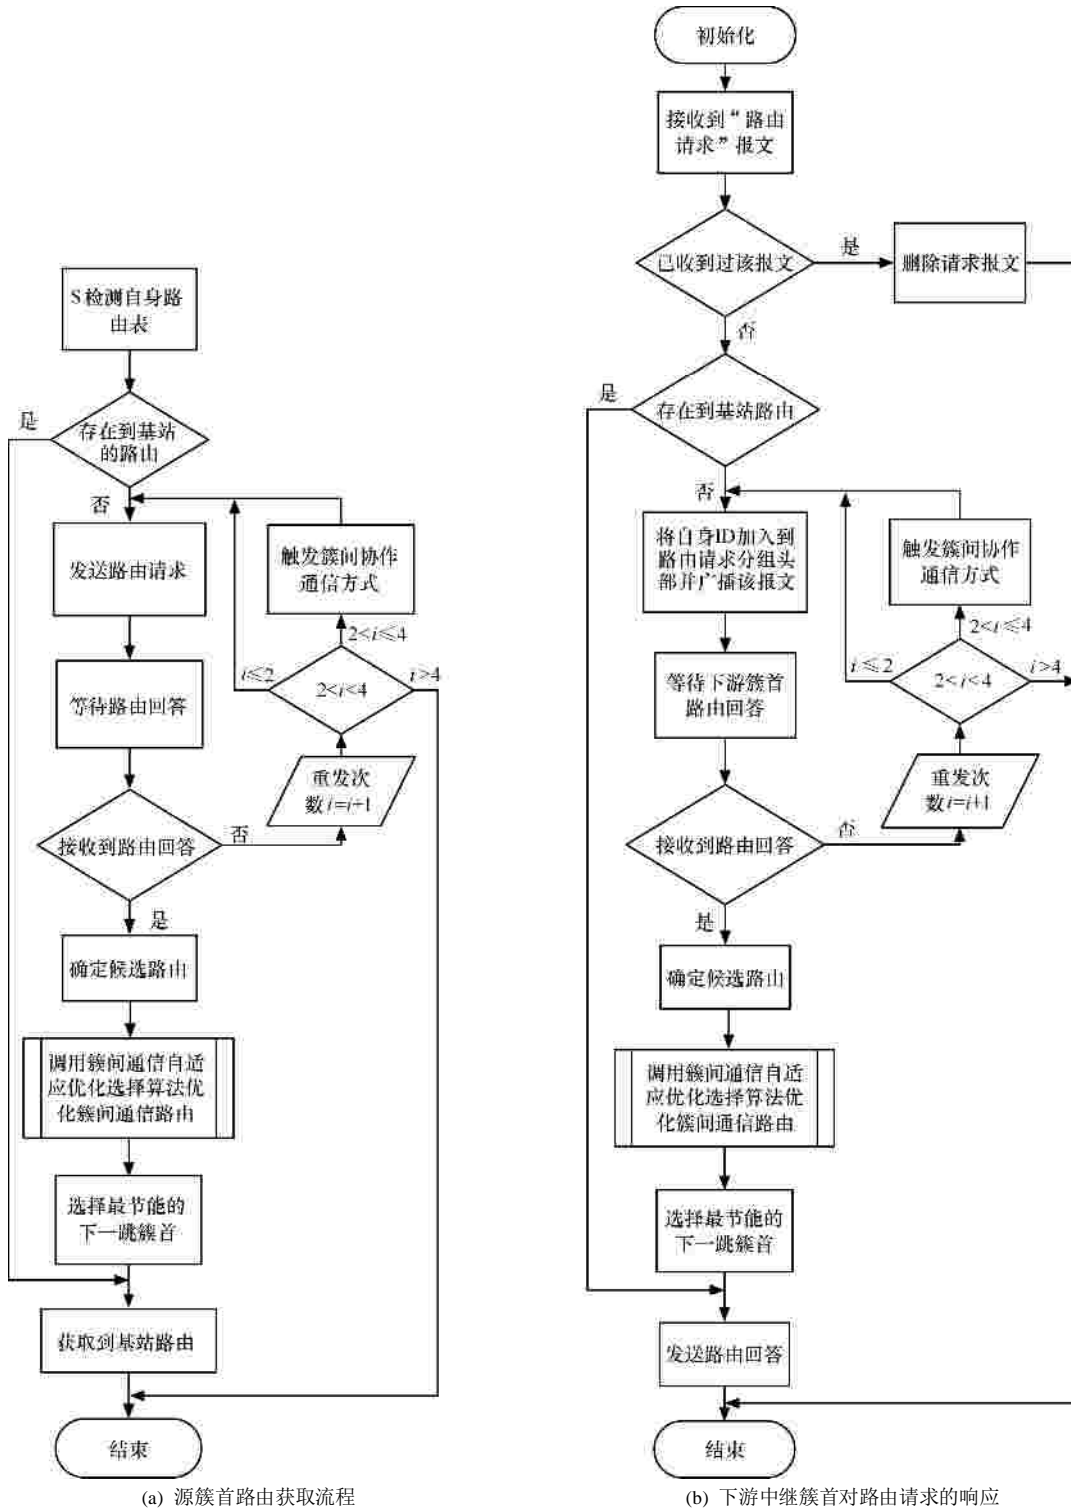 S检测自身路
由表
是
存在到基站
的路由
否
发送路由请求
触发簇间协作
通信方式
2<i≤4
i≤2
2<i<4
i>4
等待路由回答
重发次
数i=i+1
接收到路由回答
否
是
确定候选路由
调用簇间通信自适
应优化选择算法优
化簇间通信路由
选择最节能的
下一跳簇首
获取到基站路由
结束
(a) 源簇首路由获取流程
初始化
接收到“路由
请求”报文
已收到过该报文
是
删除请求报文
否
是
存在到基站路由
否
将自身ID加入到
路由请求分组头
部并广播该报文
触发簇间协作
通信方式
2<i≤4
i≤2
2<i<4
i>4
等待下游簇首
路由回答
重发次
数i=i+1
接收到路由回答
否
是
确定候选路由
调用簇间通信自适
应优化选择算法优
化簇间通信路由
选择最节能的
下一跳簇首
发送路由回答
结束
(b) 下游中继簇首对路由请求的响应